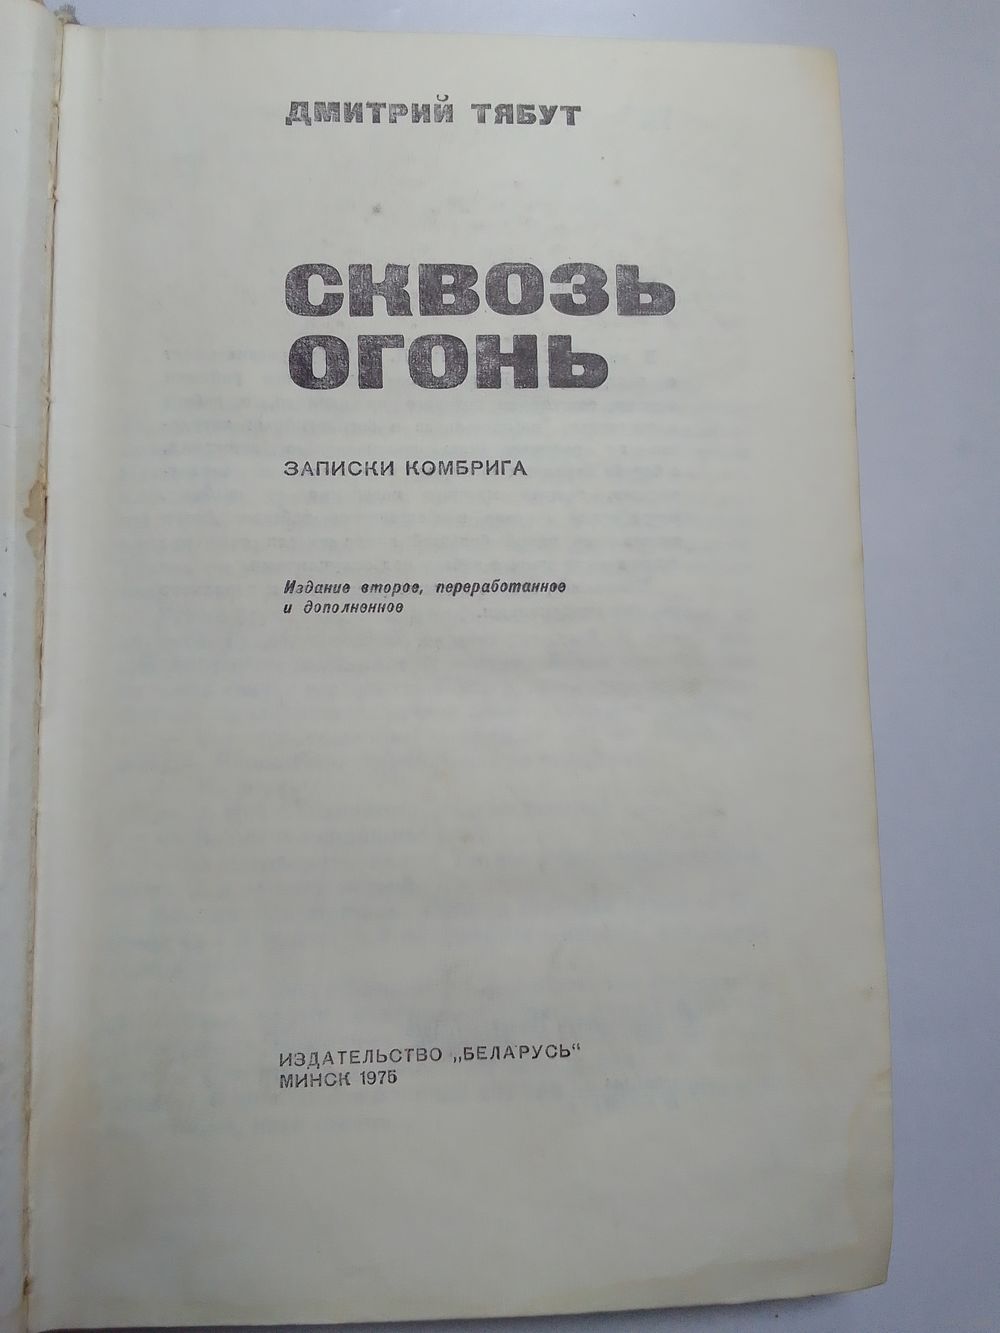 ДМИТРИЙ ТЯБУТ
СКВОЗЬ
ОГОНЬ
ЗАПИСКИ КОМБРИГА
Издание второе, переработанное
и дополненное
ИЗДАТЕЛЬСТВО „БЕЛАРУСЬ“
МИНСК 1975